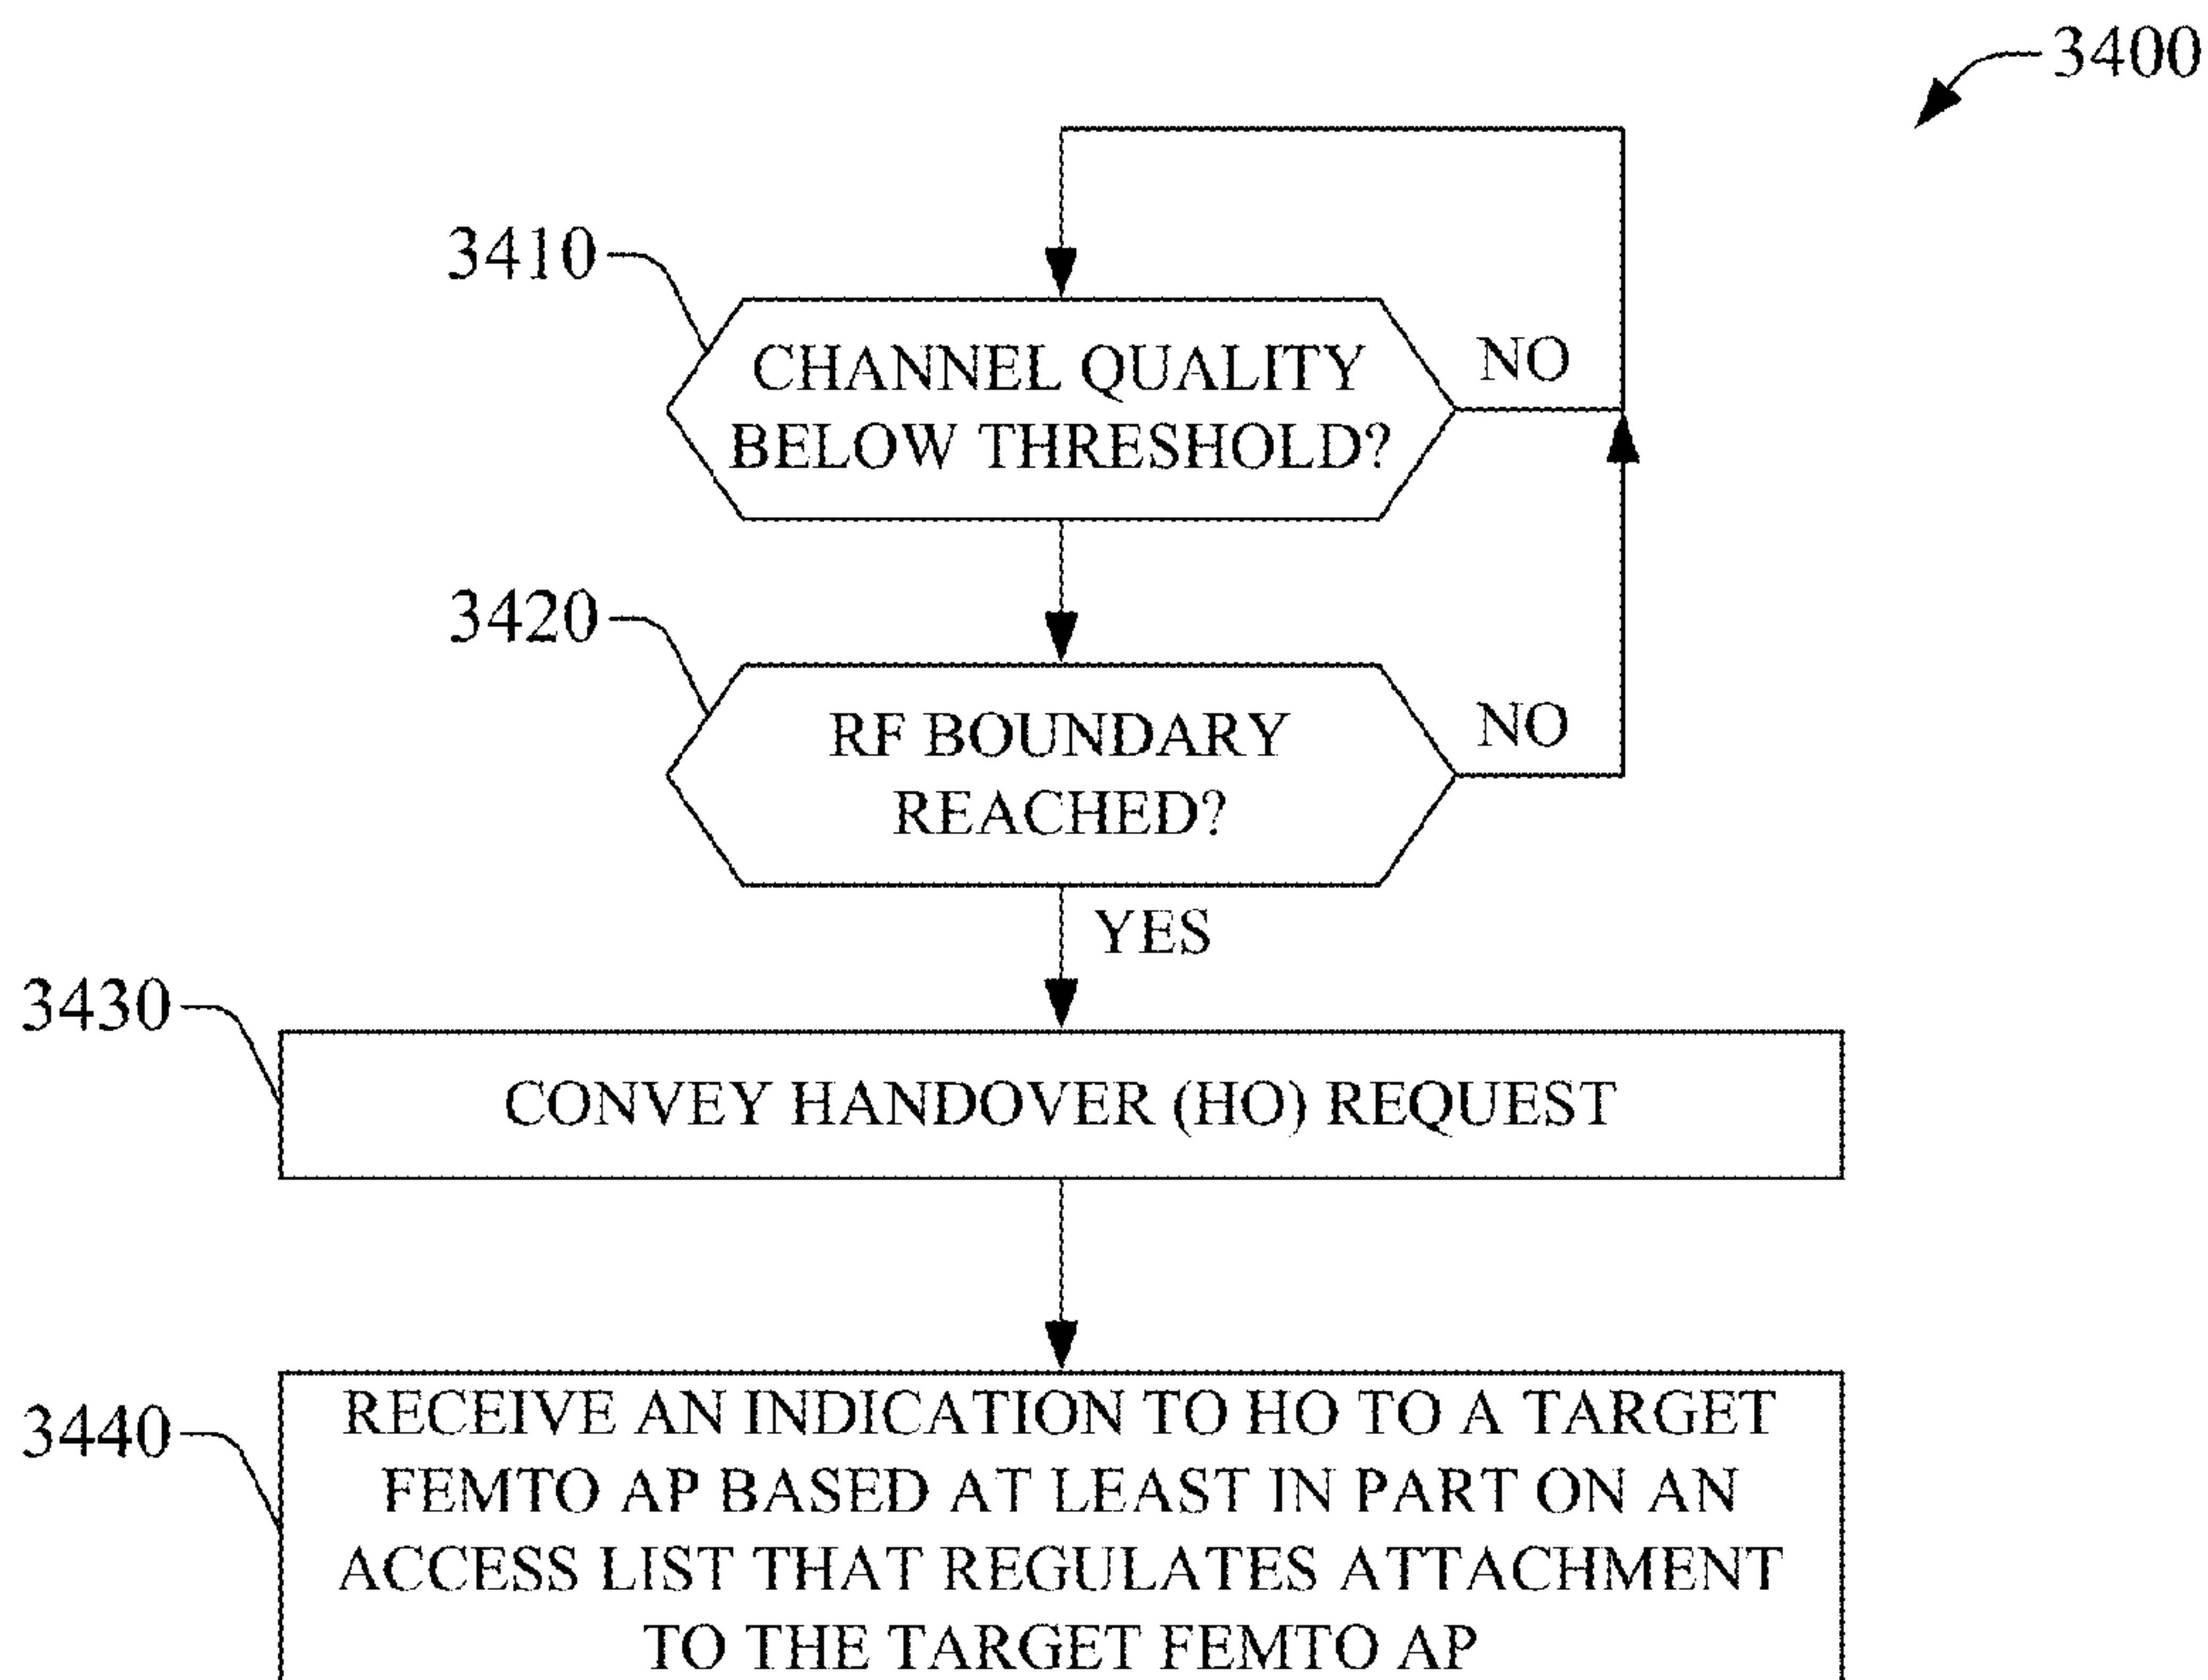 3400
3410
CHANNEL QUALITY
BELOW THRESHOLD?
NO
3420
RF BOUNDARY
REACHED?
NO
YES
3430
CONVEY HANDOVER (HO) REQUEST
3440
RECEIVE AN INDICATION TO HO TO A TARGET
FEMTO AP BASED AT LEAST IN PART ON AN
ACCESS LIST THAT REGULATES ATTACHMENT
TO THE TARGET FEMTO AP